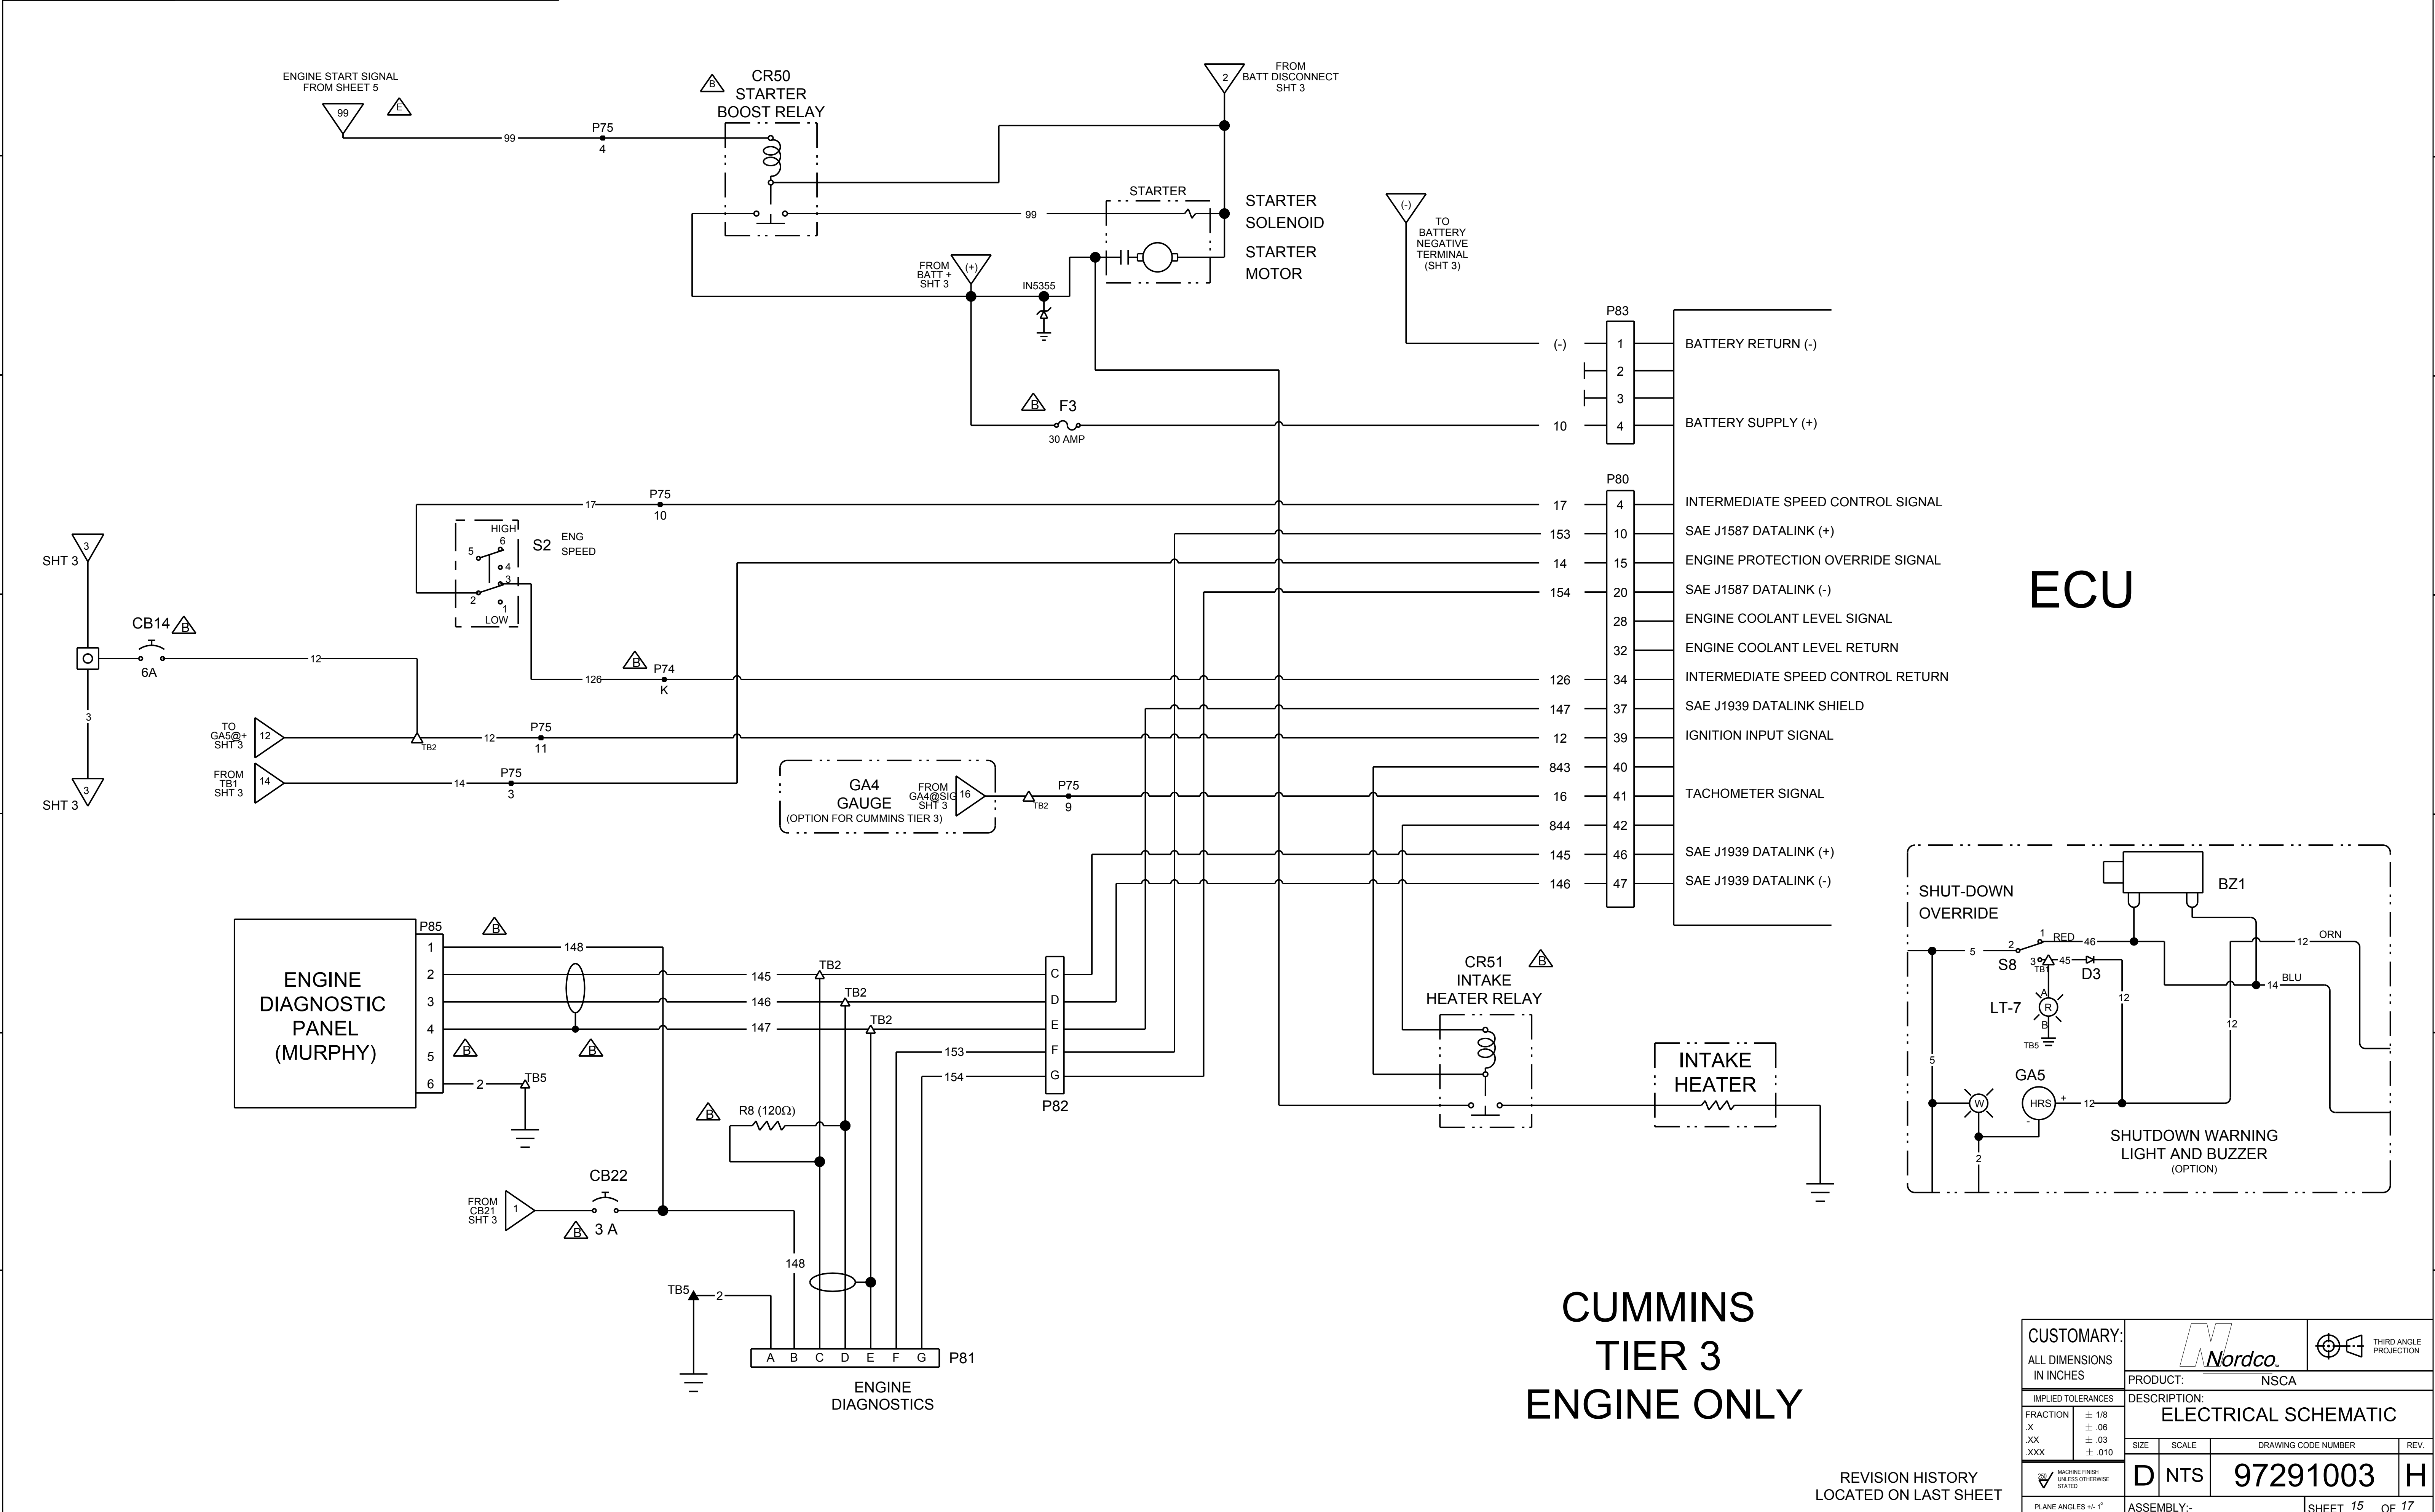 ENGINE START SIGNAL
FROM SHEET 5
99
E
99
P75
4
B
CR50
STARTER
BOOST RELAY
2
FROM
BATT DISCONNECT
SHT 3
STARTER
STARTER
SOLENOID
STARTER
MOTOR
99
FROM
BATT +
SHT 3
(+)
IN5355
(-)
TO
BATTERY
NEGATIVE
TERMINAL
(SHT 3)
B
F3
30 AMP
P83
(-) 1 BATTERY RETURN (-)
2
3
10 4 BATTERY SUPPLY (+)
P80
17 4 INTERMEDIATE SPEED CONTROL SIGNAL
153 10 SAE J1587 DATALINK (+)
14 15 ENGINE PROTECTION OVERRIDE SIGNAL
154 20 SAE J1587 DATALINK (-)
28 ENGINE COOLANT LEVEL SIGNAL
32 ENGINE COOLANT LEVEL RETURN
126 34 INTERMEDIATE SPEED CONTROL RETURN
147 37 SAE J1939 DATALINK SHIELD
12 39 IGNITION INPUT SIGNAL
843 40
16 41 TACHOMETER SIGNAL
844 42
145 46 SAE J1939 DATALINK (+)
146 47 SAE J1939 DATALINK (-)
ECU
17
P75
10
HIGH
6
5
4
3
2
1
LOW
S2
ENG
SPEED
SHT 3
3
CB14
B
6A
12
3
SHT 3
3
126
B
P74
K
TO
GA5@+
SHT 3
12
TB2
12
P75
11
FROM
TB1
SHT 3
14
14
P75
3
GA4
GAUGE
(OPTION FOR CUMMINS TIER 3)
FROM
GA4@SIG
SHT 3
16
TB2
P75
9
ENGINE
DIAGNOSTIC
PANEL
(MURPHY)
P85
1
2
3
4
5
6
B
148
145
TB2
146
TB2
147
TB2
B
B
2
TB5
153
154
C
D
E
F
G
P82
B
R8 (120Ω)
FROM
CB21
SHT 3
1
CB22
B
3 A
148
TB5
2
A B C D E F G
P81
ENGINE
DIAGNOSTICS
CR51
INTAKE
HEATER RELAY
B
INTAKE
HEATER
SHUT-DOWN
OVERRIDE
BZ1
5
2
1
RED
46
S8
3
TB1
45
D3
12
ORN
14
BLU
12
12
LT-7
A
R
B
TB5
5
GA5
W
HRS
+
-
12
2
SHUTDOWN WARNING
LIGHT AND BUZZER
(OPTION)
CUMMINS
TIER 3
ENGINE ONLY
REVISION HISTORY
LOCATED ON LAST SHEET
CUSTOMARY:
ALL DIMENSIONS
IN INCHES
Nordco
THIRD ANGLE
PROJECTION
PRODUCT: NSCA
IMPLIED TOLERANCES
FRACTION ± 1/8
.X ± .06
.XX ± .03
.XXX ± .010
DESCRIPTION:
ELECTRICAL SCHEMATIC
SIZE SCALE DRAWING CODE NUMBER REV.
D NTS 97291003 H
250
MACHINE FINISH
UNLESS OTHERWISE
STATED
PLANE ANGLES +/- 1°
ASSEMBLY:-
SHEET 15 OF 17